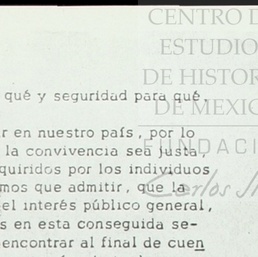 CENTRO D
ESTUDIO
DE HISTOR
DE MEXIC
FUNDACI
Carlos Sl
qué y seguridad para qué.
r en nuestro país, por lo
la convivencia sea justa,
quiridos por los individuos
mos que admitir, que la
el interés público general,
s en esta conseguida se-
encontrar al final de cuen